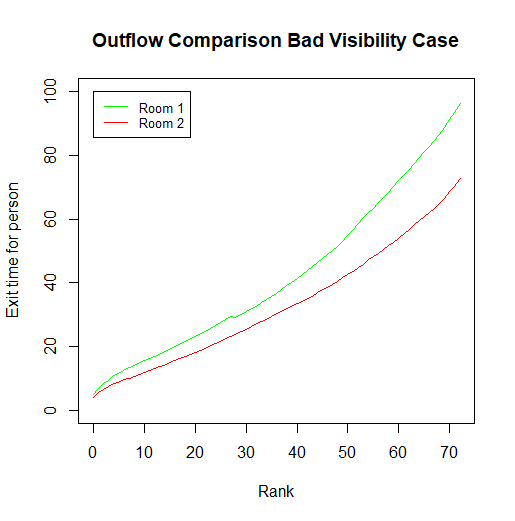 Outflow Comparison Bad Visibility Case
Room 1
Room 2
Exit time for person
100
80
60
40
20
0
0 10 20 30 40 50 60 70
Rank